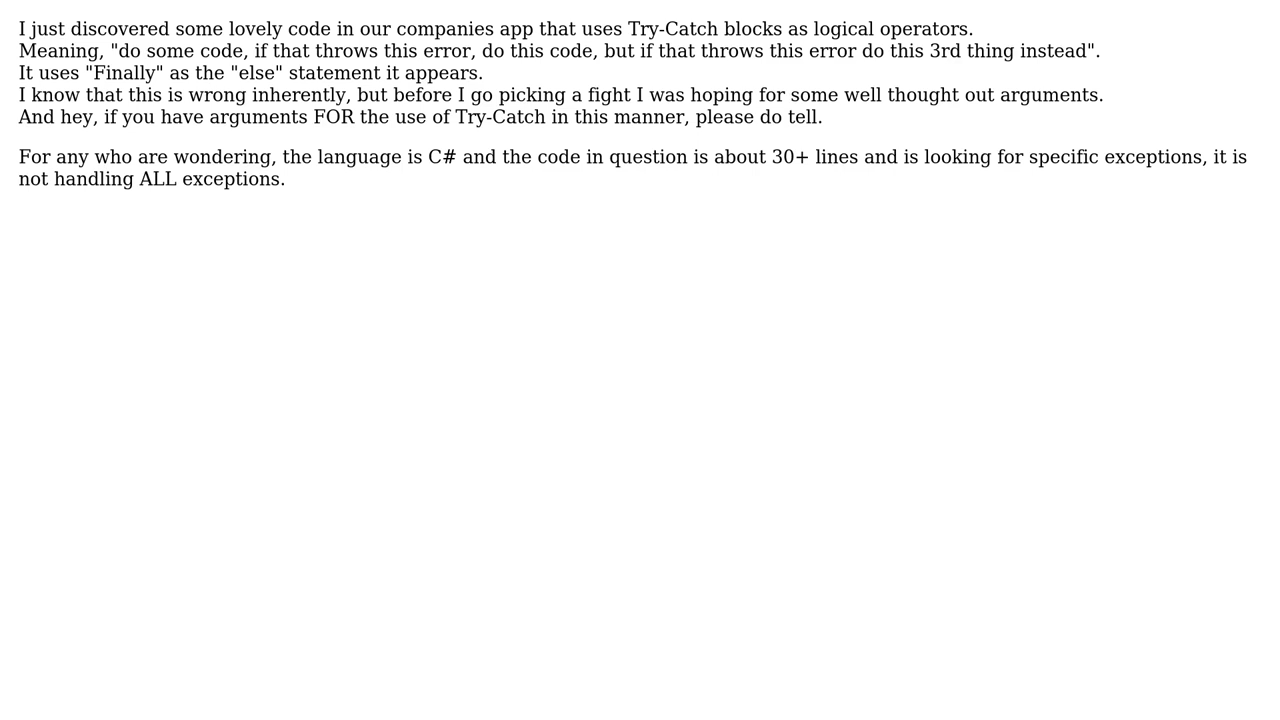 I just discovered some lovely code in our companies app that uses Try-Catch blocks as logical operators.
Meaning, "do some code, if that throws this error, do this code, but if that throws this error do this 3rd thing instead".
It uses "Finally" as the "else" statement it appears.
I know that this is wrong inherently, but before I go picking a fight I was hoping for some well thought out arguments.
And hey, if you have arguments FOR the use of Try-Catch in this manner, please do tell.
For any who are wondering, the language is C# and the code in question is about 30+ lines and is looking for specific exceptions, it is
not handling ALL exceptions.